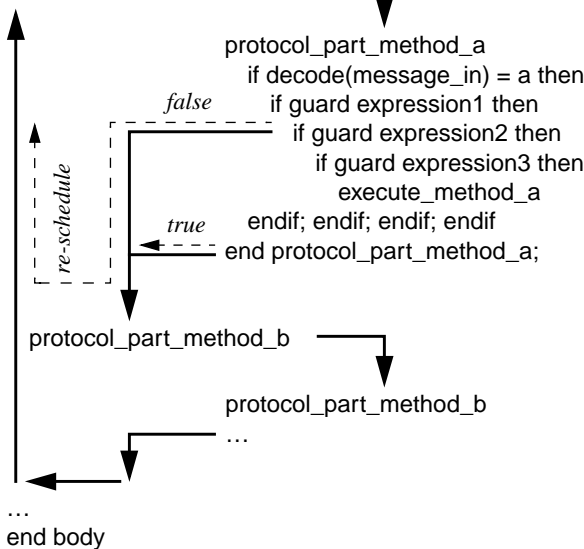 protocol_part_method_a
if decode(message_in) = a then
false
if guard expression1 then
if guard expression2 then
if guard expression3 then
re-schedule
execute_method_a
true
endif; endif; endif; endif
end protocol_part_method_a;
protocol_part_method_b
protocol_part_method_b
...
...
end body